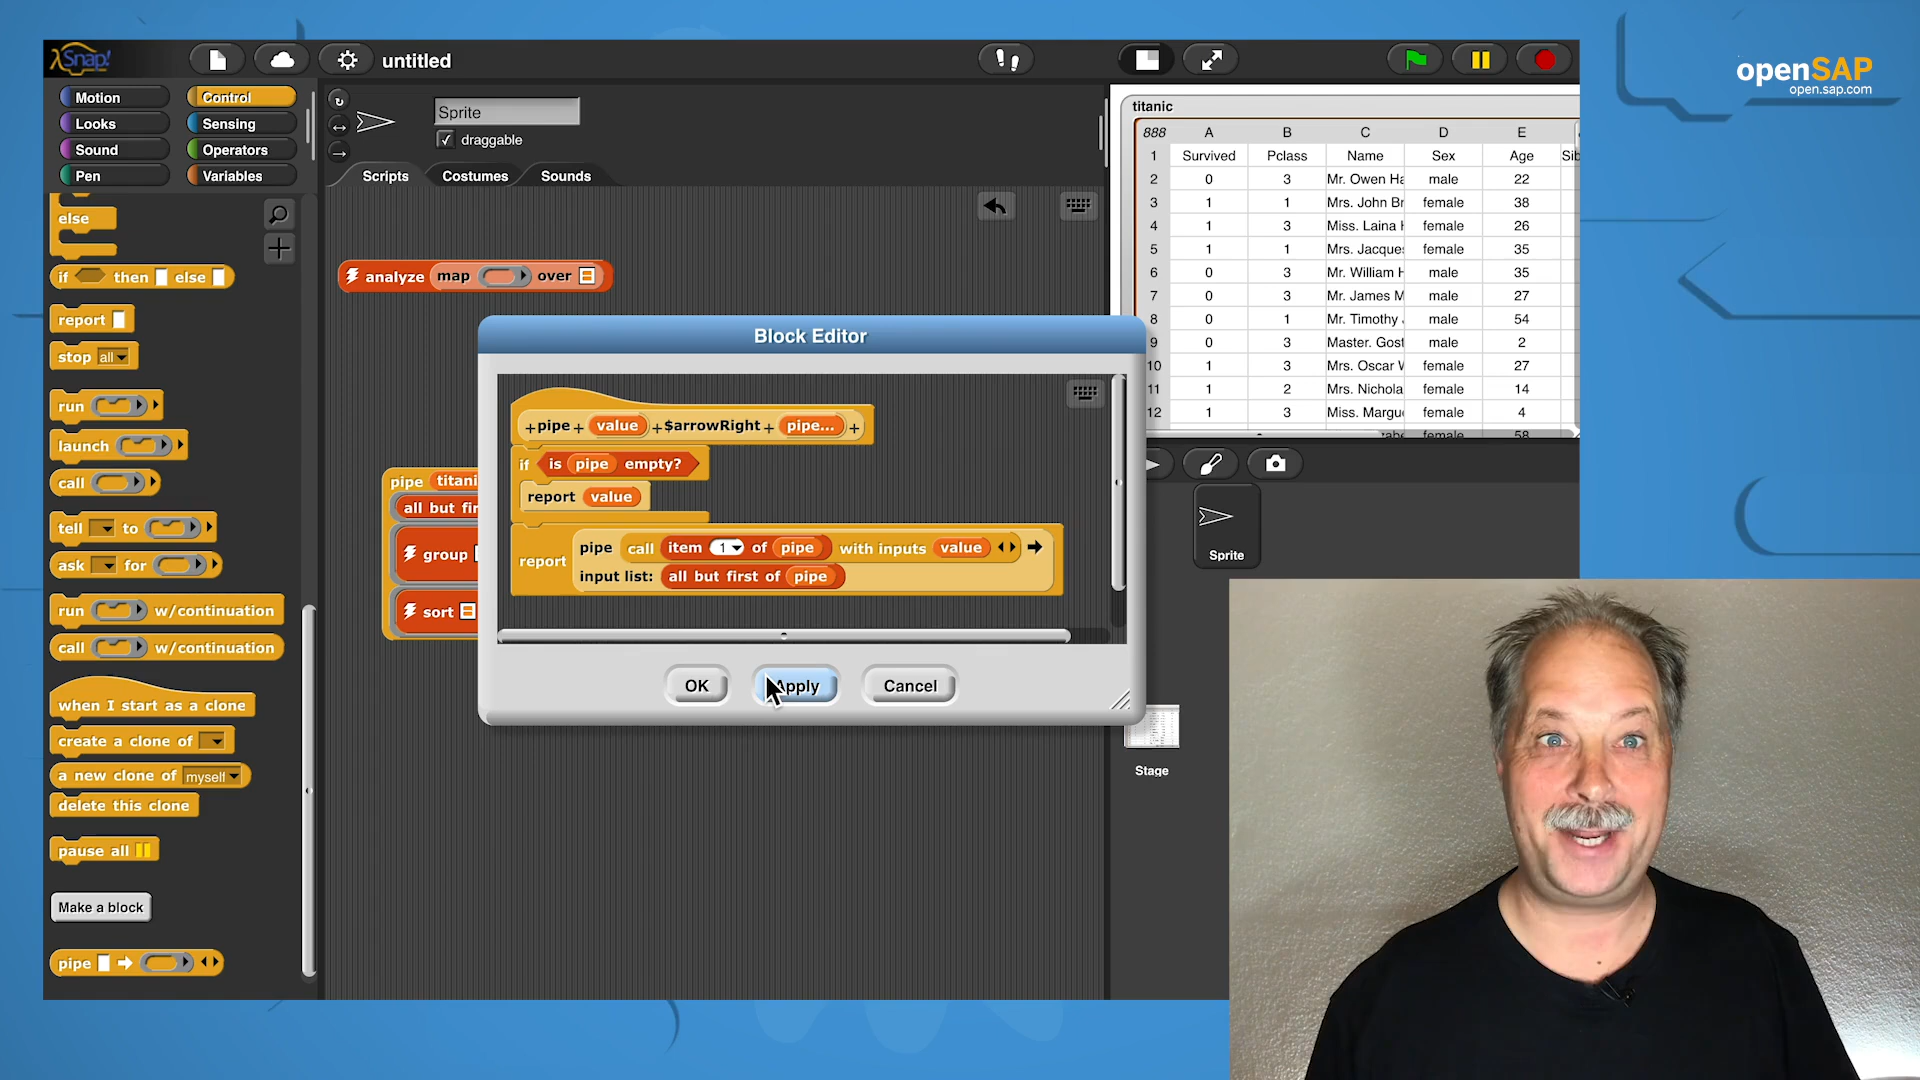 λSnap!
untitled
openSAP
open.sap.com
Motion
Control
Looks
Sensing
Sound
Operators
Pen
Variables
Sprite
draggable
Scripts
Costumes
Sounds
else
if then else
report
stop all
run
launch
call
tell to
ask for
run w/continuation
call w/continuation
when I start as a clone
create a clone of
a new clone of myself
delete this clone
pause all
Make a block
pipe
analyze map over
pipe titani
all but fir
group
sort
Block Editor
+pipe+ value +$arrowRight+ pipe... +
if is pipe empty?
report value
report pipe call item 1 of pipe with inputs value
input list: all but first of pipe
OK
Apply
Cancel
titanic
888 A B C D E
1 Survived Pclass Name Sex Age Sib
2 0 3 Mr. Owen Ha male 22
3 1 1 Mrs. John Br female 38
4 1 3 Miss. Laina H female 26
5 1 1 Mrs. Jacques female 35
6 0 3 Mr. William H male 35
7 0 3 Mr. James M male 27
8 0 1 Mr. Timothy J male 54
9 0 3 Master. Gost male 2
10 1 3 Mrs. Oscar W female 27
11 1 2 Mrs. Nichola female 14
12 1 3 Miss. Margu female 4
female 58
Sprite
Stage